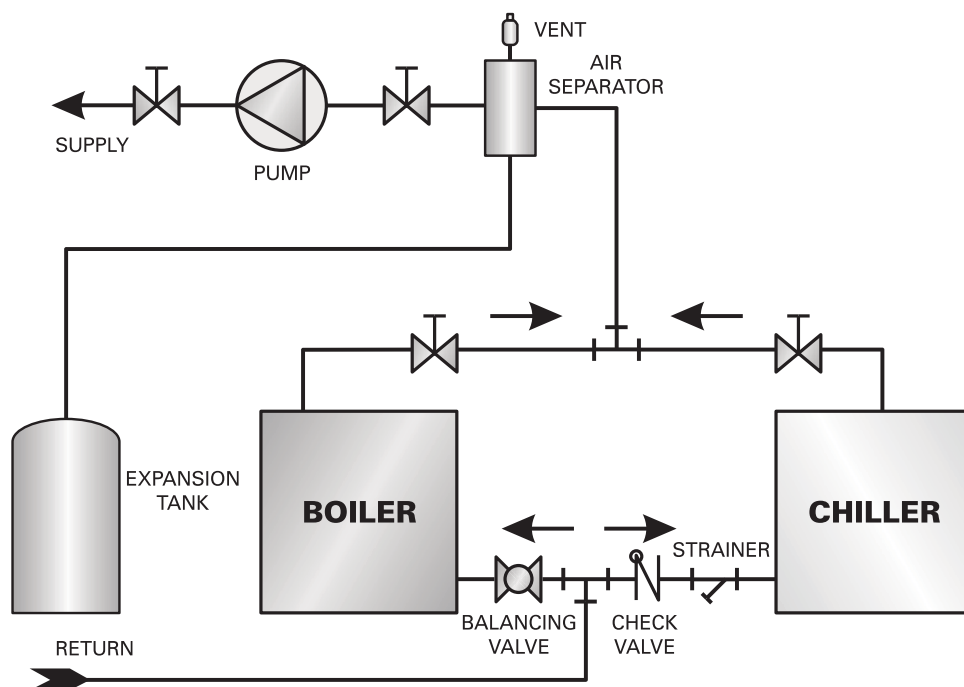 VENT
AIR
SEPARATOR
SUPPLY
PUMP
EXPANSION
TANK
BOILER
CHILLER
STRAINER
BALANCING
VALVE
CHECK
VALVE
RETURN